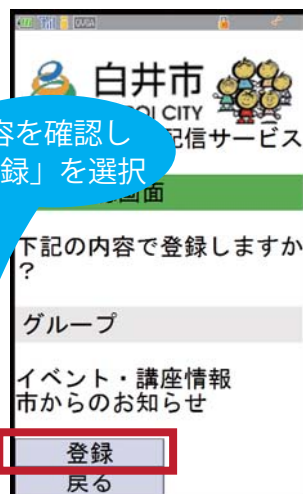 白井市
CITY
配信サービス
容を確認し
録」を選択
画面
下記の内容で登録しますか
?
グループ
イベント・講座情報
市からのお知らせ
登録
戻る